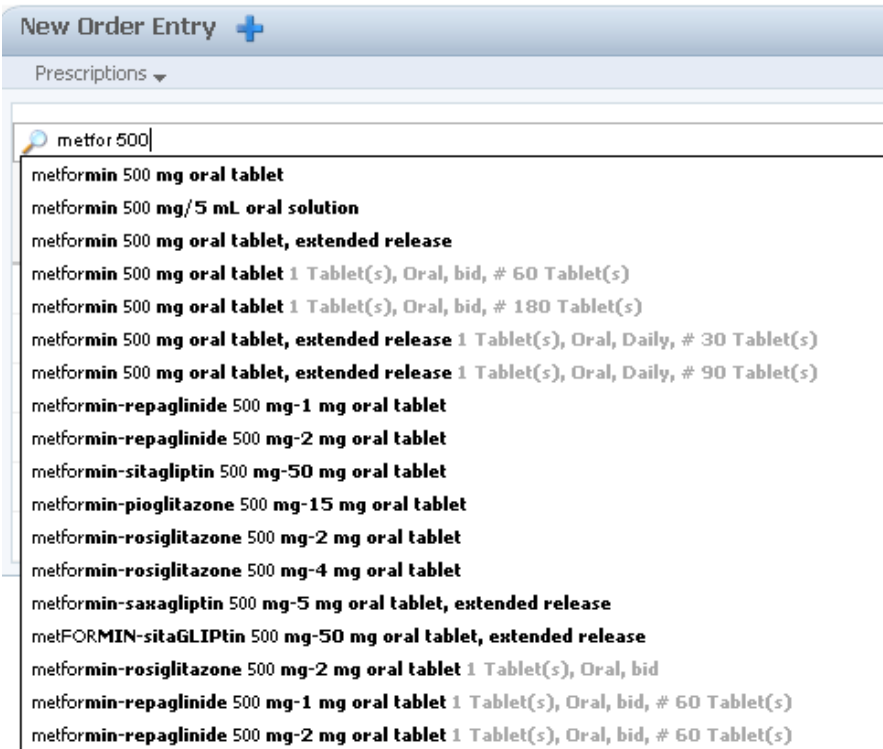 New Order Entry
Prescriptions
metfor 500
metformin 500 mg oral tablet
metformin 500 mg/5 mL oral solution
metformin 500 mg oral tablet, extended release
metformin 500 mg oral tablet 1 Tablet(s), Oral, bid, # 60 Tablet(s)
metformin 500 mg oral tablet 1 Tablet(s), Oral, bid, # 180 Tablet(s)
metformin 500 mg oral tablet, extended release 1 Tablet(s), Oral, Daily, # 30 Tablet(s)
metformin 500 mg oral tablet, extended release 1 Tablet(s), Oral, Daily, # 90 Tablet(s)
metformin-repaglinide 500 mg-1 mg oral tablet
metformin-repaglinide 500 mg-2 mg oral tablet
metformin-sitagliptin 500 mg-50 mg oral tablet
metformin-pioglitazone 500 mg-15 mg oral tablet
metformin-rosiglitazone 500 mg-2 mg oral tablet
metformin-rosiglitazone 500 mg-4 mg oral tablet
metformin-saxagliptin 500 mg-5 mg oral tablet, extended release
metFORMIN-sitaGLIPtin 500 mg-50 mg oral tablet, extended release
metformin-rosiglitazone 500 mg-2 mg oral tablet 1 Tablet(s), Oral, bid
metformin-repaglinide 500 mg-1 mg oral tablet 1 Tablet(s), Oral, bid, # 60 Tablet(s)
metformin-repaglinide 500 mg-2 mg oral tablet 1 Tablet(s), Oral, bid, # 60 Tablet(s)